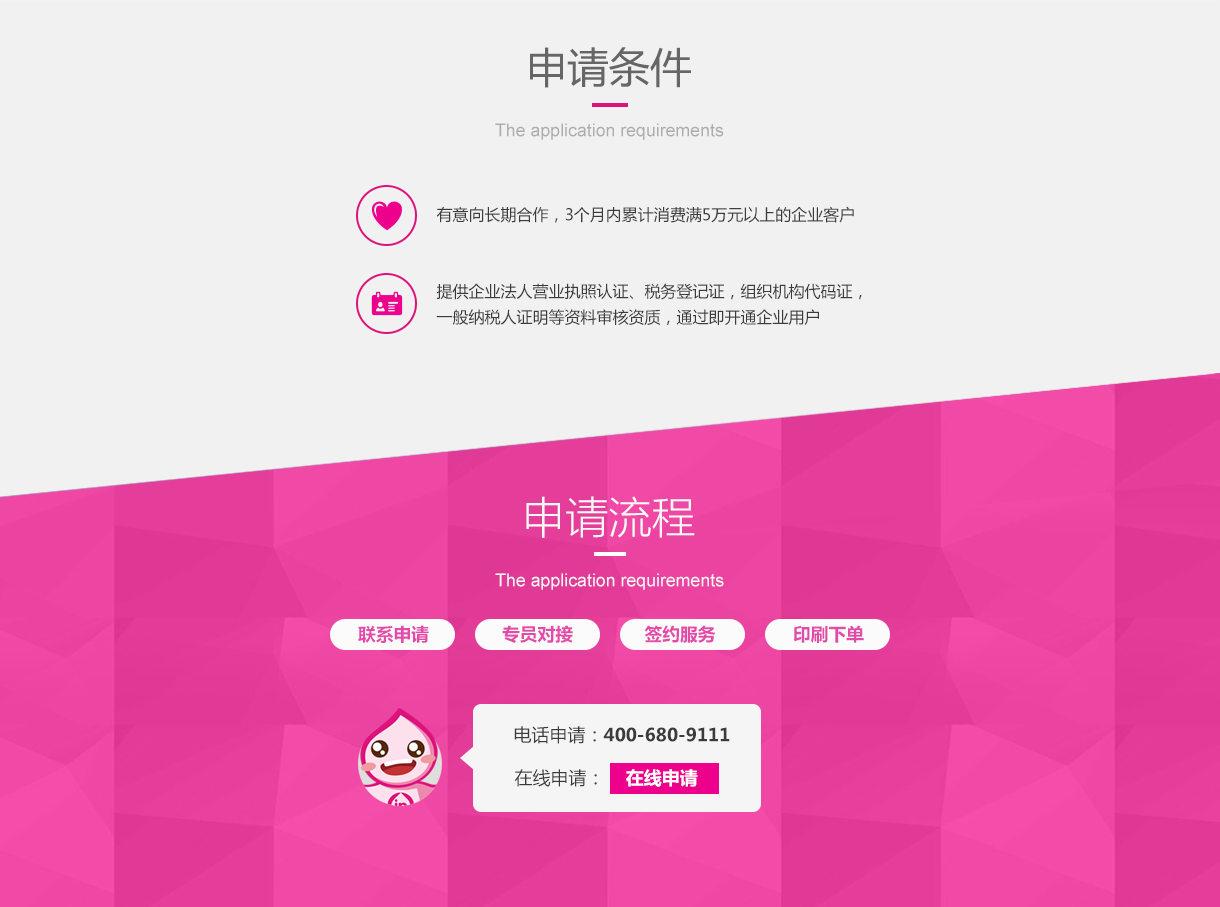 申请条件
The application requirements
有意向长期合作，3个月内累计消费满5万元以上的企业客户
提供企业法人营业执照认证、税务登记证，组织机构代码证，
一般纳税人证明等资料审核资质，通过即开通企业用户
申请流程
The application requirements
联系申请 专员对接 签约服务 印刷下单
电话申请：400-680-9111
在线申请： 在线申请
in